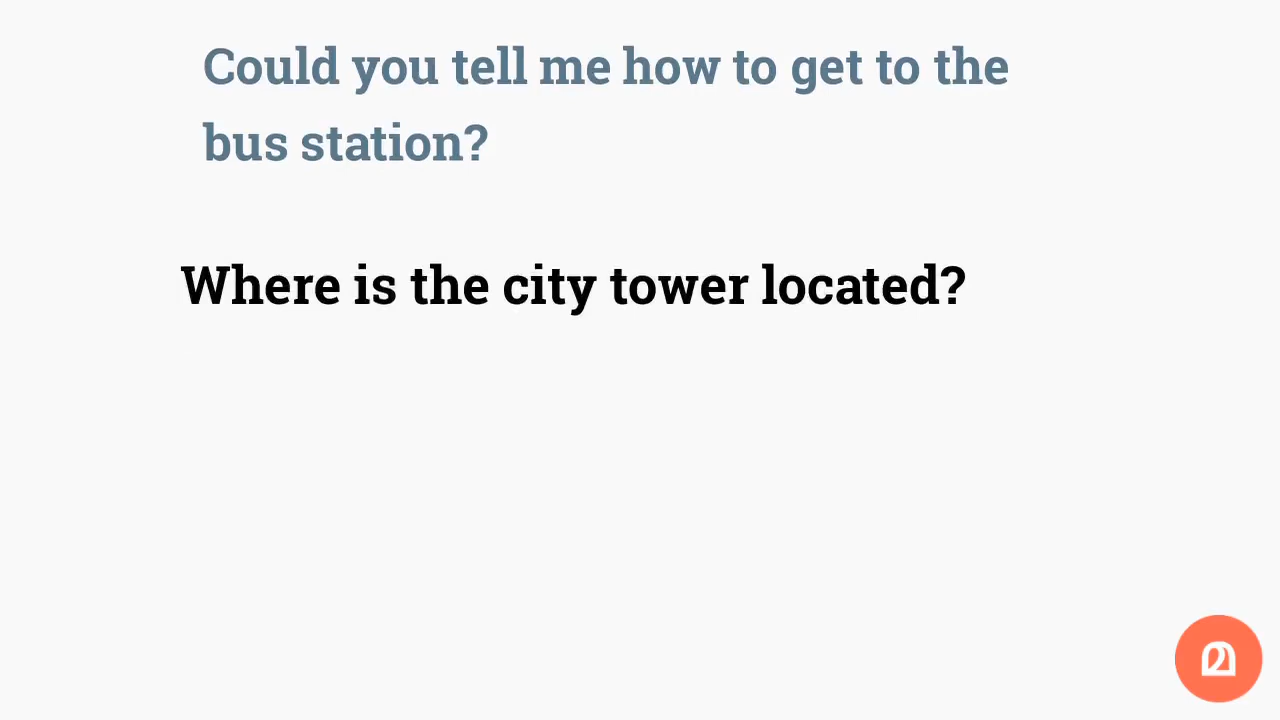 Could you tell me how to get to the
bus station?
Where is the city tower located?